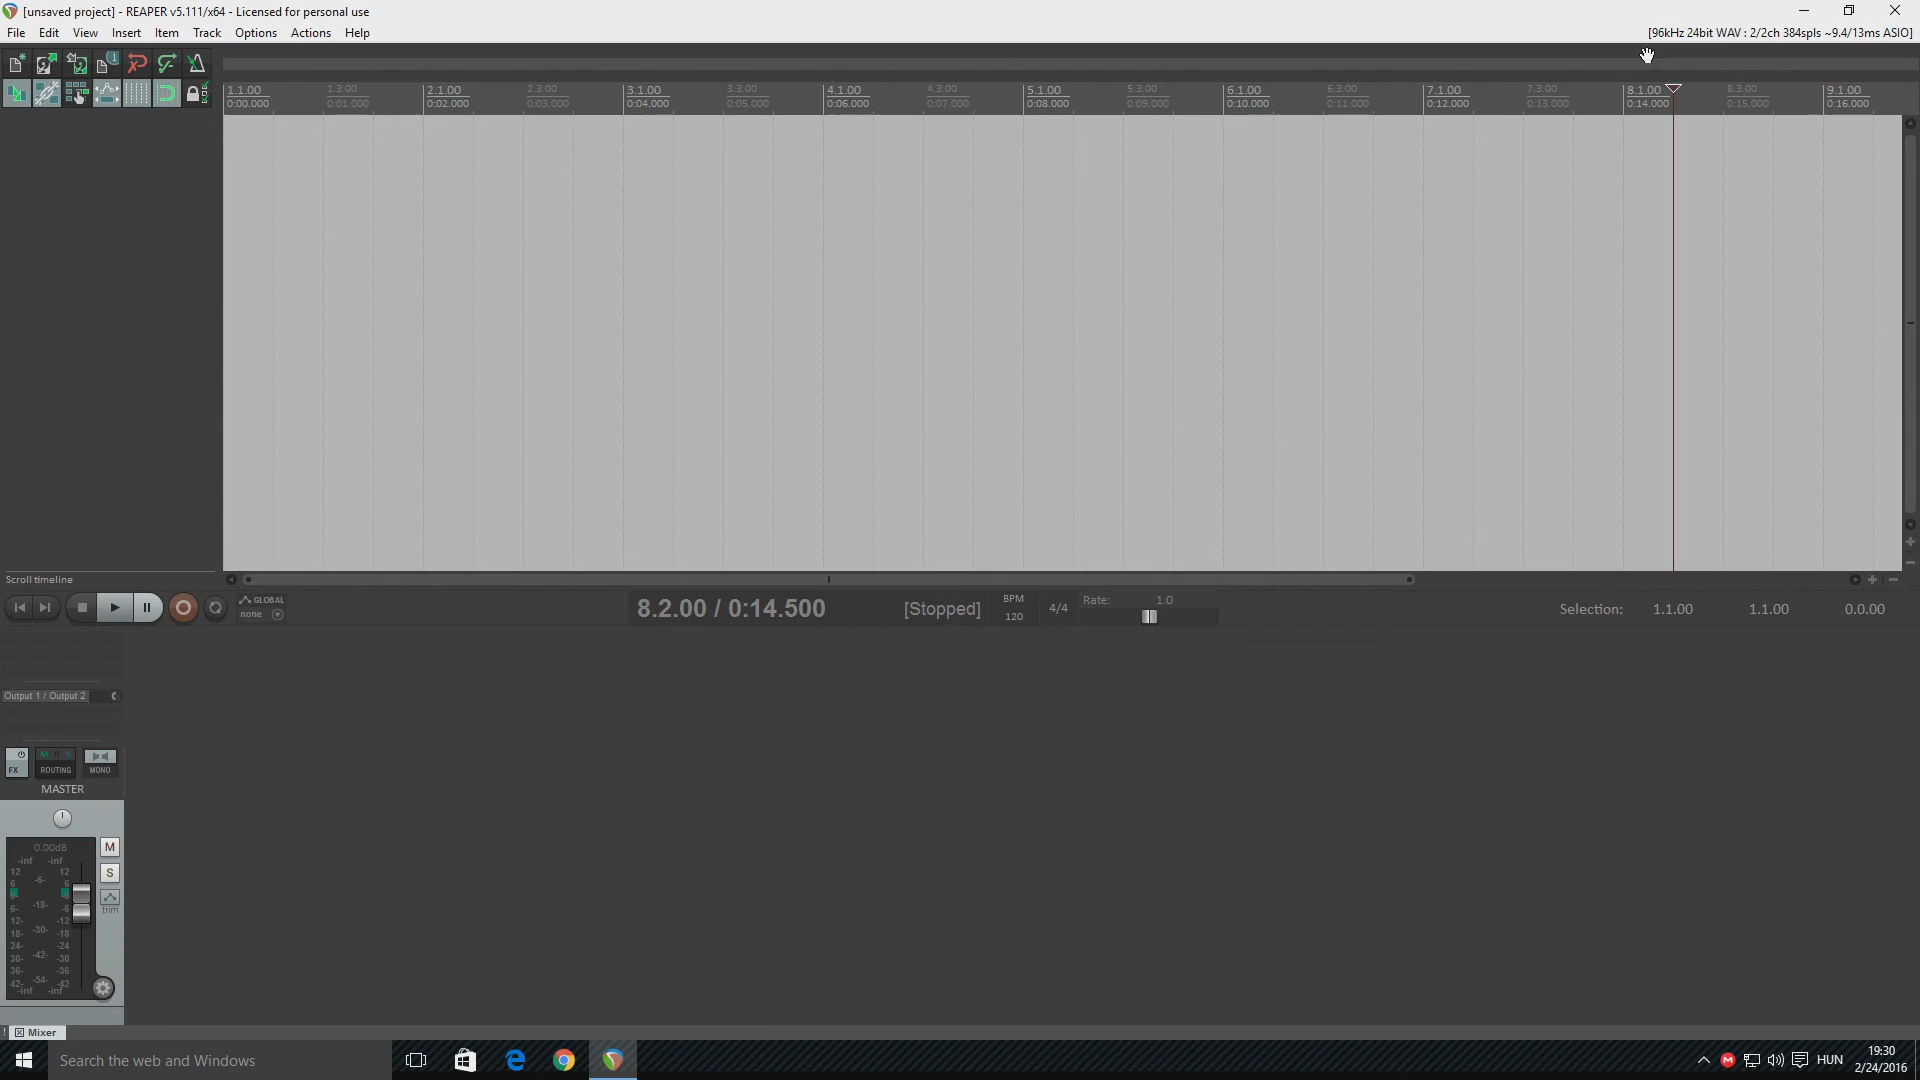 [unsaved project] - REAPER v5.111/x64 - Licensed for personal use
File Edit View Insert Item Track Options Actions Help
[96kHz 24bit WAV : 2/2ch 384spls ~9.4/13ms ASIO]
1.1.00 1.3.00 2.1.00 2.3.00 3.1.00 3.3.00 4.1.00 4.3.00 5.1.00 5.3.00 6.1.00 6.3.00 7.1.00 7.3.00 8.1.00 8.3.00 9.1.00
0:00.000 0:01.000 0:02.000 0:03.000 0:04.000 0:05.000 0:06.000 0:07.000 0:08.000 0:09.000 0:10.000 0:11.000 0:12.000 0:13.000 0:14.000 0:15.000 0:16.000
Scroll timeline
GLOBAL
none
8.2.00 / 0:14.500 [Stopped]
BPM
120
4/4
Rate: 1.0
Selection: 1.1.00 1.1.00 0.0.00
Output 1 / Output 2
FX
M R S
ROUTING
MONO
MASTER
0.00dB
-inf -inf
12 12
6 -6- 6
0 0
6- -18- -6
12- -12
18- -30- -18
24- -24
30- -42- -30
36- -36
42- -54- -42
-inf -inf
M
S
trim
! Mixer
Search the web and Windows
HUN
19:30
2/24/2016